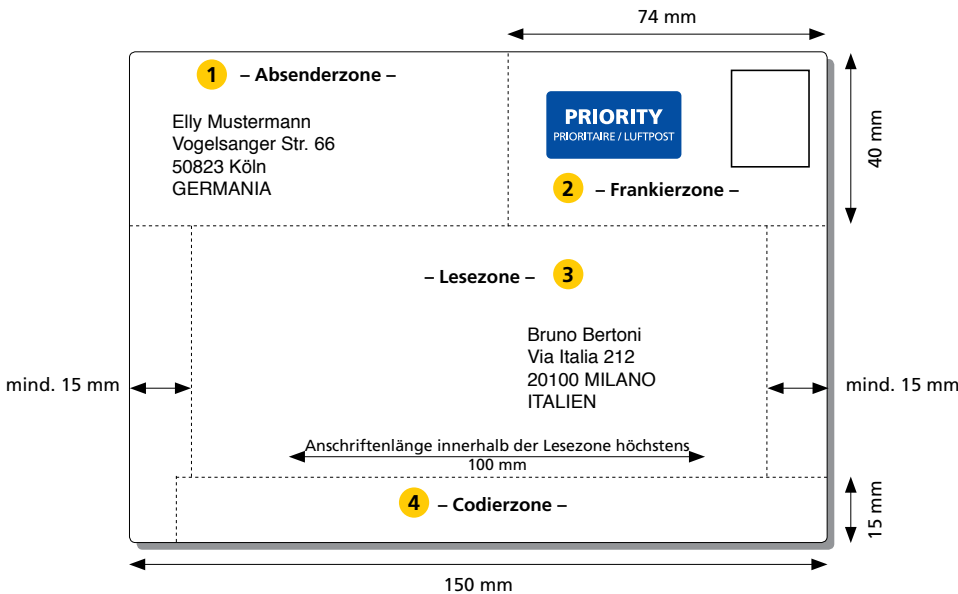 74 mm
1 – Absenderzone –
Elly Mustermann
Vogelsanger Str. 66
50823 Köln
GERMANIA
PRIORITY
PRIORITAIRE / LUFTPOST
2 – Frankierzone –
40 mm
– Lesezone – 3
Bruno Bertoni
Via Italia 212
20100 MILANO
ITALIEN
mind. 15 mm
mind. 15 mm
Anschriftenlänge innerhalb der Lesezone höchstens
100 mm
4 – Codierzone –
15 mm
150 mm